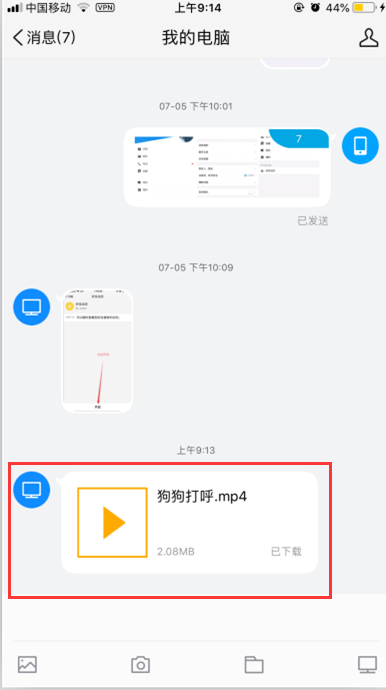 中国移动 VPN 上午9:14 44%
消息(7) 我的电脑
07-05 下午10:01
7
已发送
07-05 下午10:09
上午9:13
狗狗打呼.mp4
2.08MB 已下载